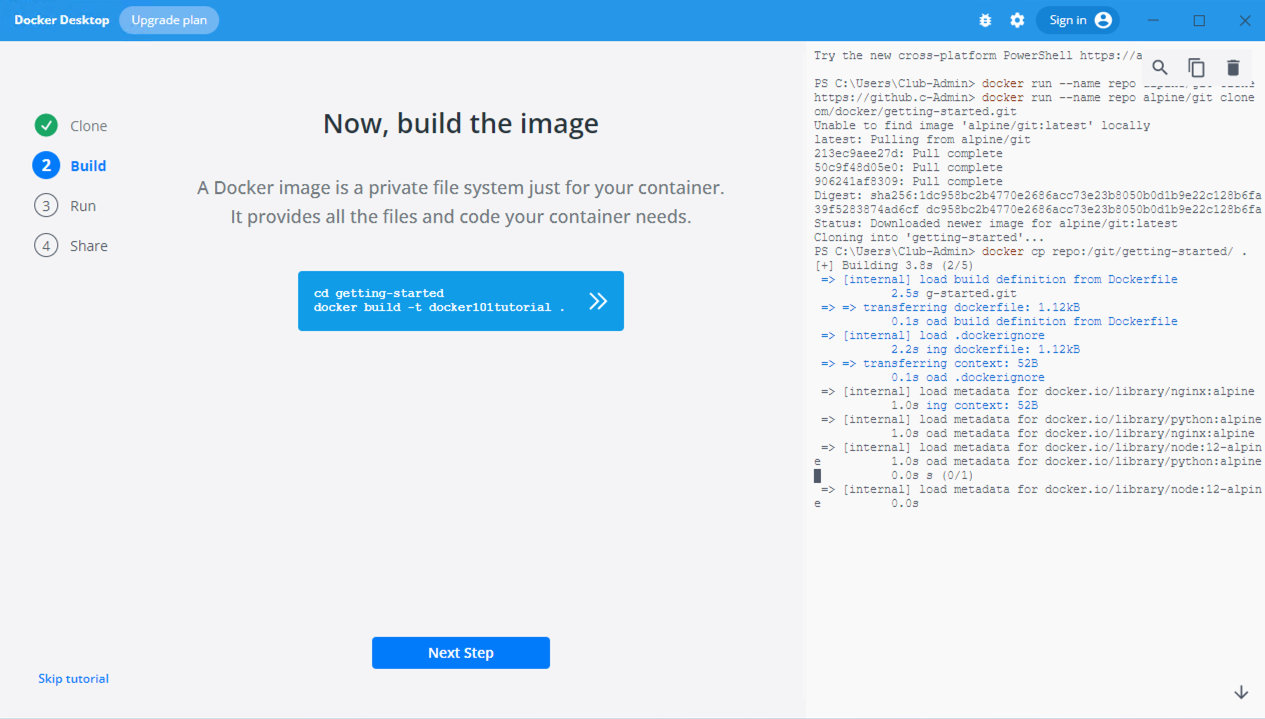 Docker Desktop
Upgrade plan
Sign in
Clone
2
Build
3
Run
4
Share
Now, build the image
A Docker image is a private file system just for your container.
It provides all the files and code your container needs.
cd getting-started
docker build -t docker101tutorial .
Next Step
Skip tutorial
Try the new cross-platform PowerShell https://a
PS C:\Users\Club-Admin> docker run --name repo alpine/git clone
https://github.c-Admin> docker run --name repo alpine/git clone
om/docker/getting-started.git
Unable to find image 'alpine/git:latest' locally
latest: Pulling from alpine/git
213ec9aee27d: Pull complete
50c9f48d05e0: Pull complete
906241af8309: Pull complete
Digest: sha256:1dc958bc2b4770e2686acc73e23b8050b0d1b9e22c128b6fa
39f5283874ad6cf dc958bc2b4770e2686acc73e23b8050b0d1b9e22c128b6fa
Status: Downloaded newer image for alpine/git:latest
Cloning into 'getting-started'...
PS C:\Users\Club-Admin> docker cp repo:/git/getting-started/ .
[+] Building 3.8s (2/5)
=> [internal] load build definition from Dockerfile
2.5s g-started.git
=> => transferring dockerfile: 1.12kB
0.1s oad build definition from Dockerfile
=> [internal] load .dockerignore
2.2s ing dockerfile: 1.12kB
=> => transferring context: 52B
0.1s oad .dockerignore
=> [internal] load metadata for docker.io/library/nginx:alpine
1.0s ing context: 52B
=> [internal] load metadata for docker.io/library/python:alpine
1.0s oad metadata for docker.io/library/nginx:alpine
=> [internal] load metadata for docker.io/library/node:12-alpin
e 1.0s oad metadata for docker.io/library/python:alpine
0.0s s (0/1)
=> [internal] load metadata for docker.io/library/node:12-alpin
e 0.0s